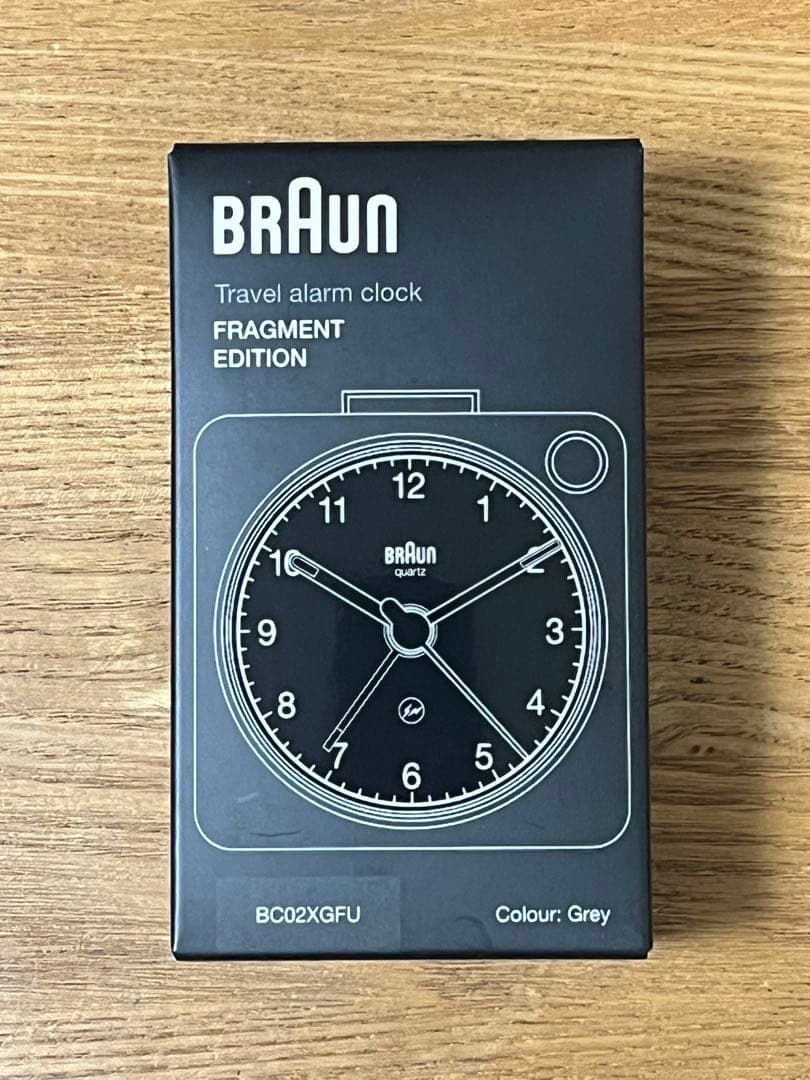 BRAUN
Travel alarm clock
FRAGMENT
EDITION
12
11 1
BRAUN
quartz
10 2
9 3
8 4
7 5
6
BC02XGFU Colour: Grey